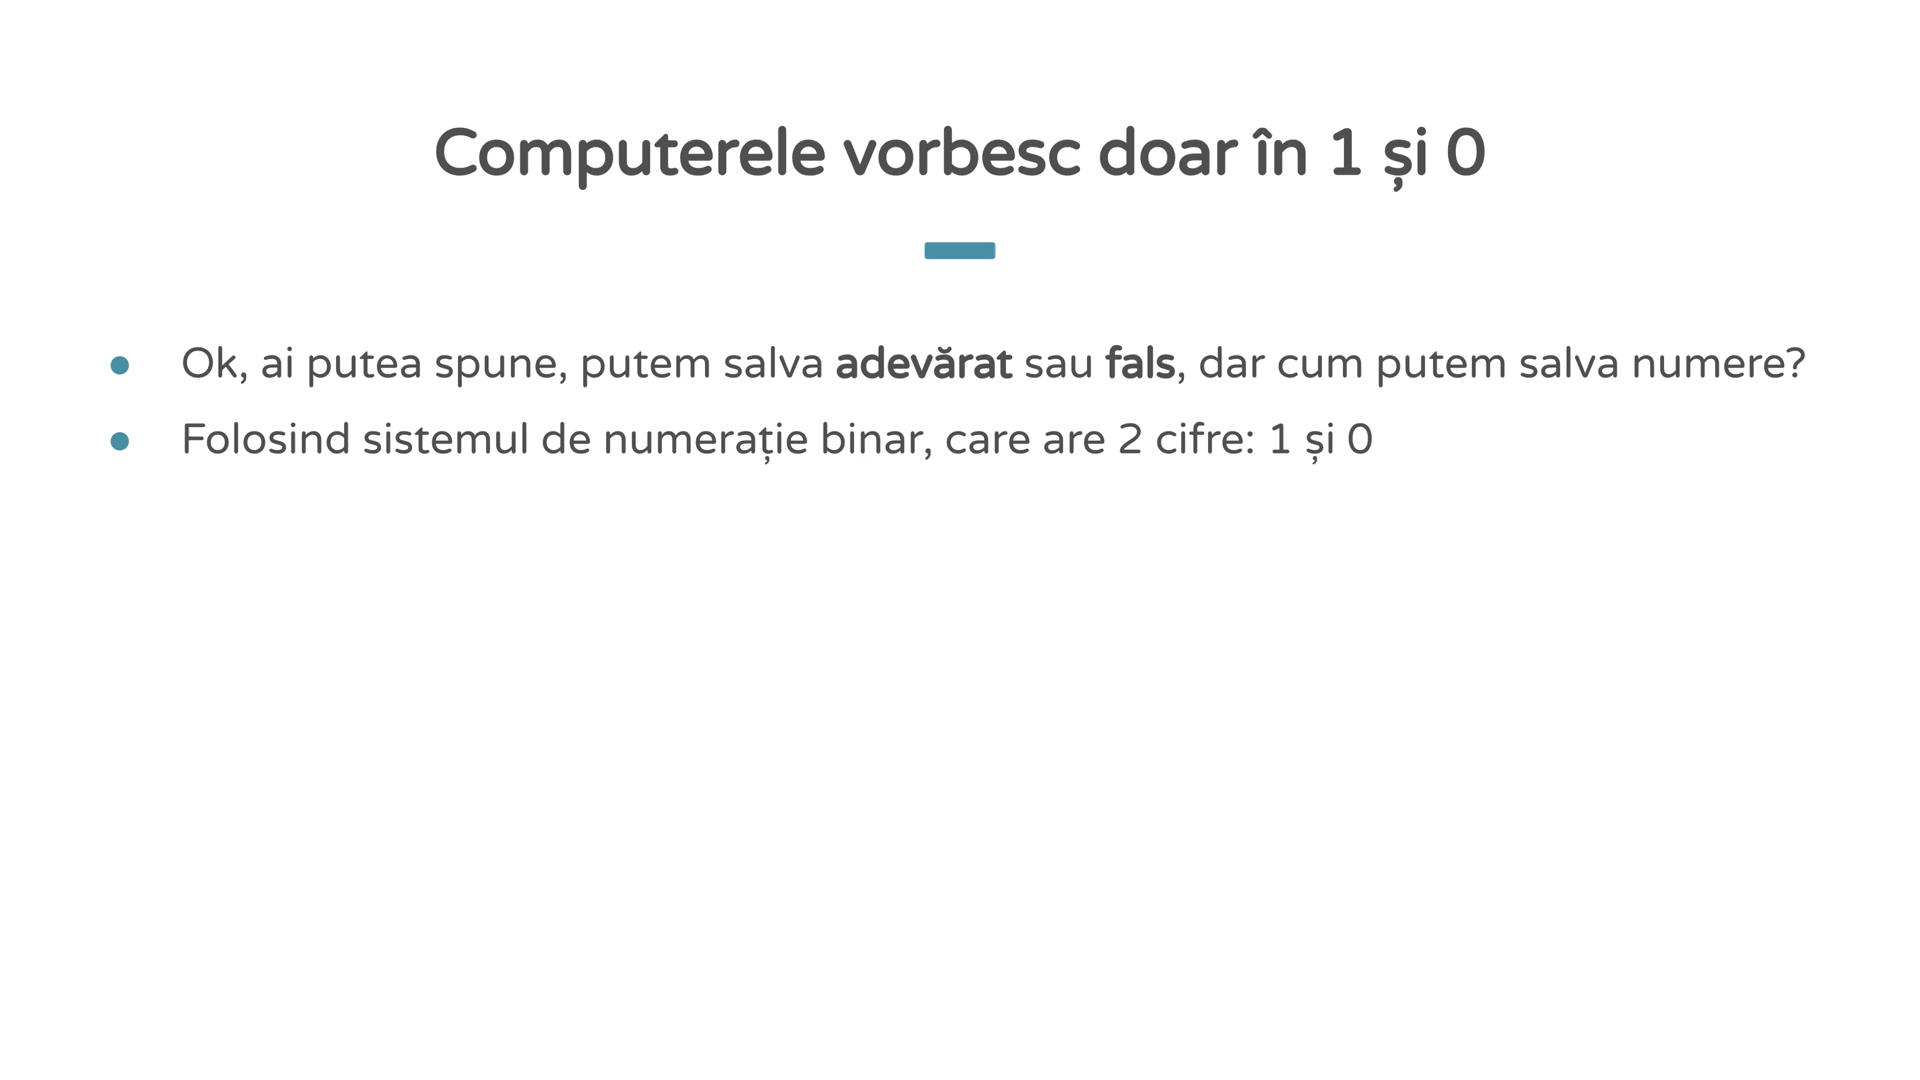 Computerele vorbesc doar în 1 și 0
● Ok, ai putea spune, putem salva adevărat sau fals, dar cum putem salva numere?
● Folosind sistemul de numerație binar, care are 2 cifre: 1 și 0